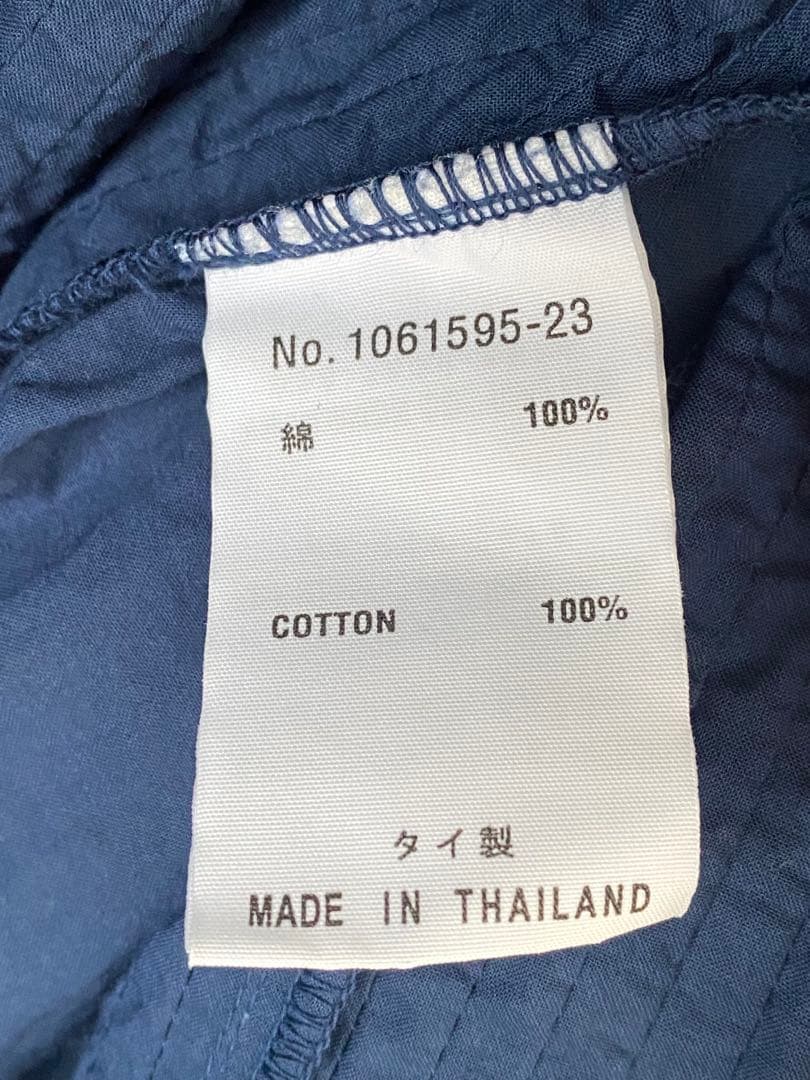 No. 1061595-23
綿 100%
COTTON 100%
タイ製
MADE IN THAILAND